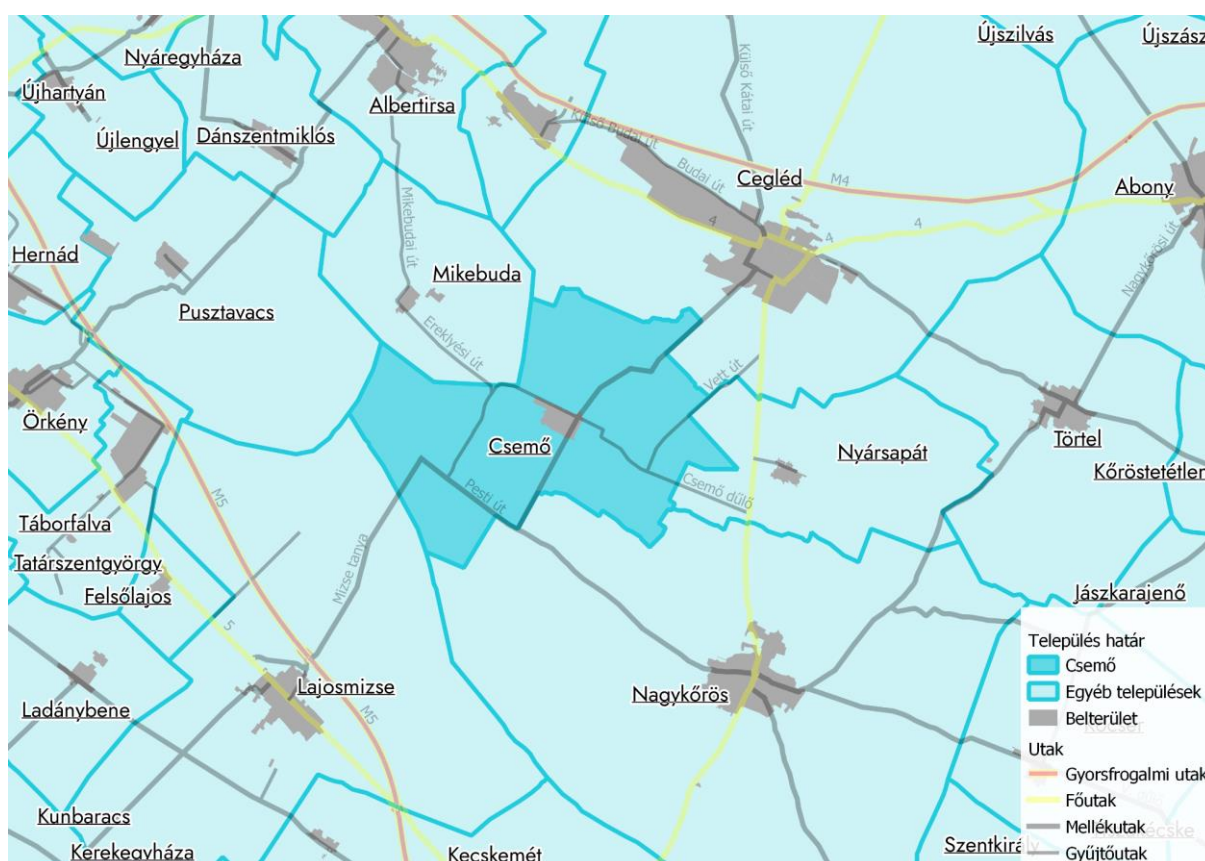 Újszilvás
Újszász
Nyáregyháza
Újhartyán
Albertirsa
Külső Kátai út
Újlengyel
Dánszentmiklós
Külső Budai út
Budai út
Cegléd
M4
Abony
4
4
4
Mikebudai út
Nagykőrösi út
Hernád
Mikebuda
Pusztavacs
Ereklyési út
Vett út
Örkény
Csemő
Nyársapát
Törtel
Kőröstetétlen
Pesti út
Csemő dűlő
M5
Táborfalva
Tatárszentgyörgy
Felsőlajos
Mizse tanya
Jászkarajenő
5
Település határ
Csemő
Egyéb települések
Belterület
Lajosmizse
Nagykőrös
Ladánybene
M5
Utak
Gyorsfrogalmi utak
Főutak
Mellékutak
Gyűjtőutak
Kunbaracs
Kerekegyháza
Kecskemét
Szentkirály